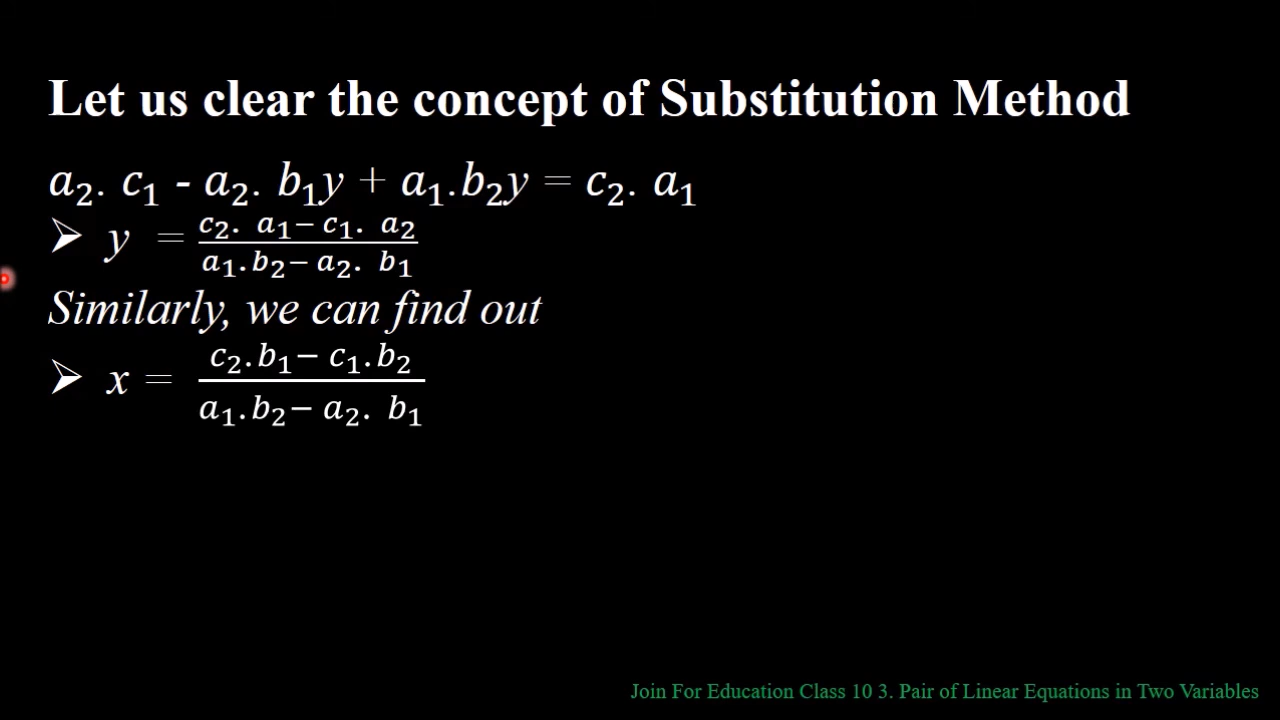 Let us clear the concept of Substitution Method
a₂. c₁ - a₂. b₁y + a₁.b₂y = c₂. a₁
➤ y = (c₂. a₁− c₁. a₂)/(a₁.b₂− a₂. b₁)
Similarly, we can find out
➤ x = (c₂.b₁− c₁.b₂)/(a₁.b₂− a₂. b₁)
Join For Education Class 10 3. Pair of Linear Equations in Two Variables